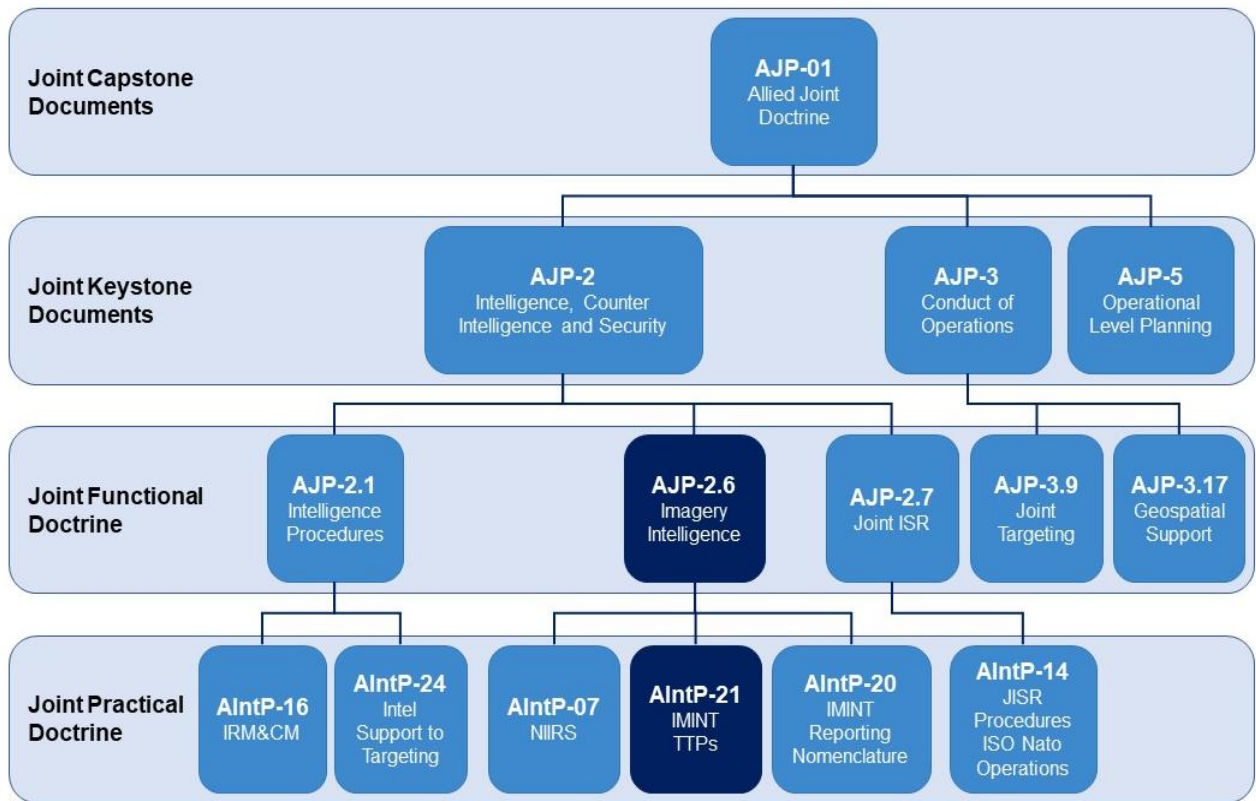 Joint Capstone
Documents
AJP-01
Allied Joint
Doctrine
Joint Keystone
Documents
AJP-2
Intelligence, Counter
Intelligence and Security
AJP-3
Conduct of
Operations
AJP-5
Operational
Level Planning
Joint Functional
Doctrine
AJP-2.1
Intelligence
Procedures
AJP-2.6
Imagery
Intelligence
AJP-2.7
Joint ISR
AJP-3.9
Joint
Targeting
AJP-3.17
Geospatial
Support
Joint Practical
Doctrine
AIntP-16
IRM&CM
AIntP-24
Intel
Support to
Targeting
AIntP-07
NIIRS
AIntP-21
IMINT
TTPs
AIntP-20
IMINT
Reporting
Nomenclature
AIntP-14
JISR
Procedures
ISO Nato
Operations